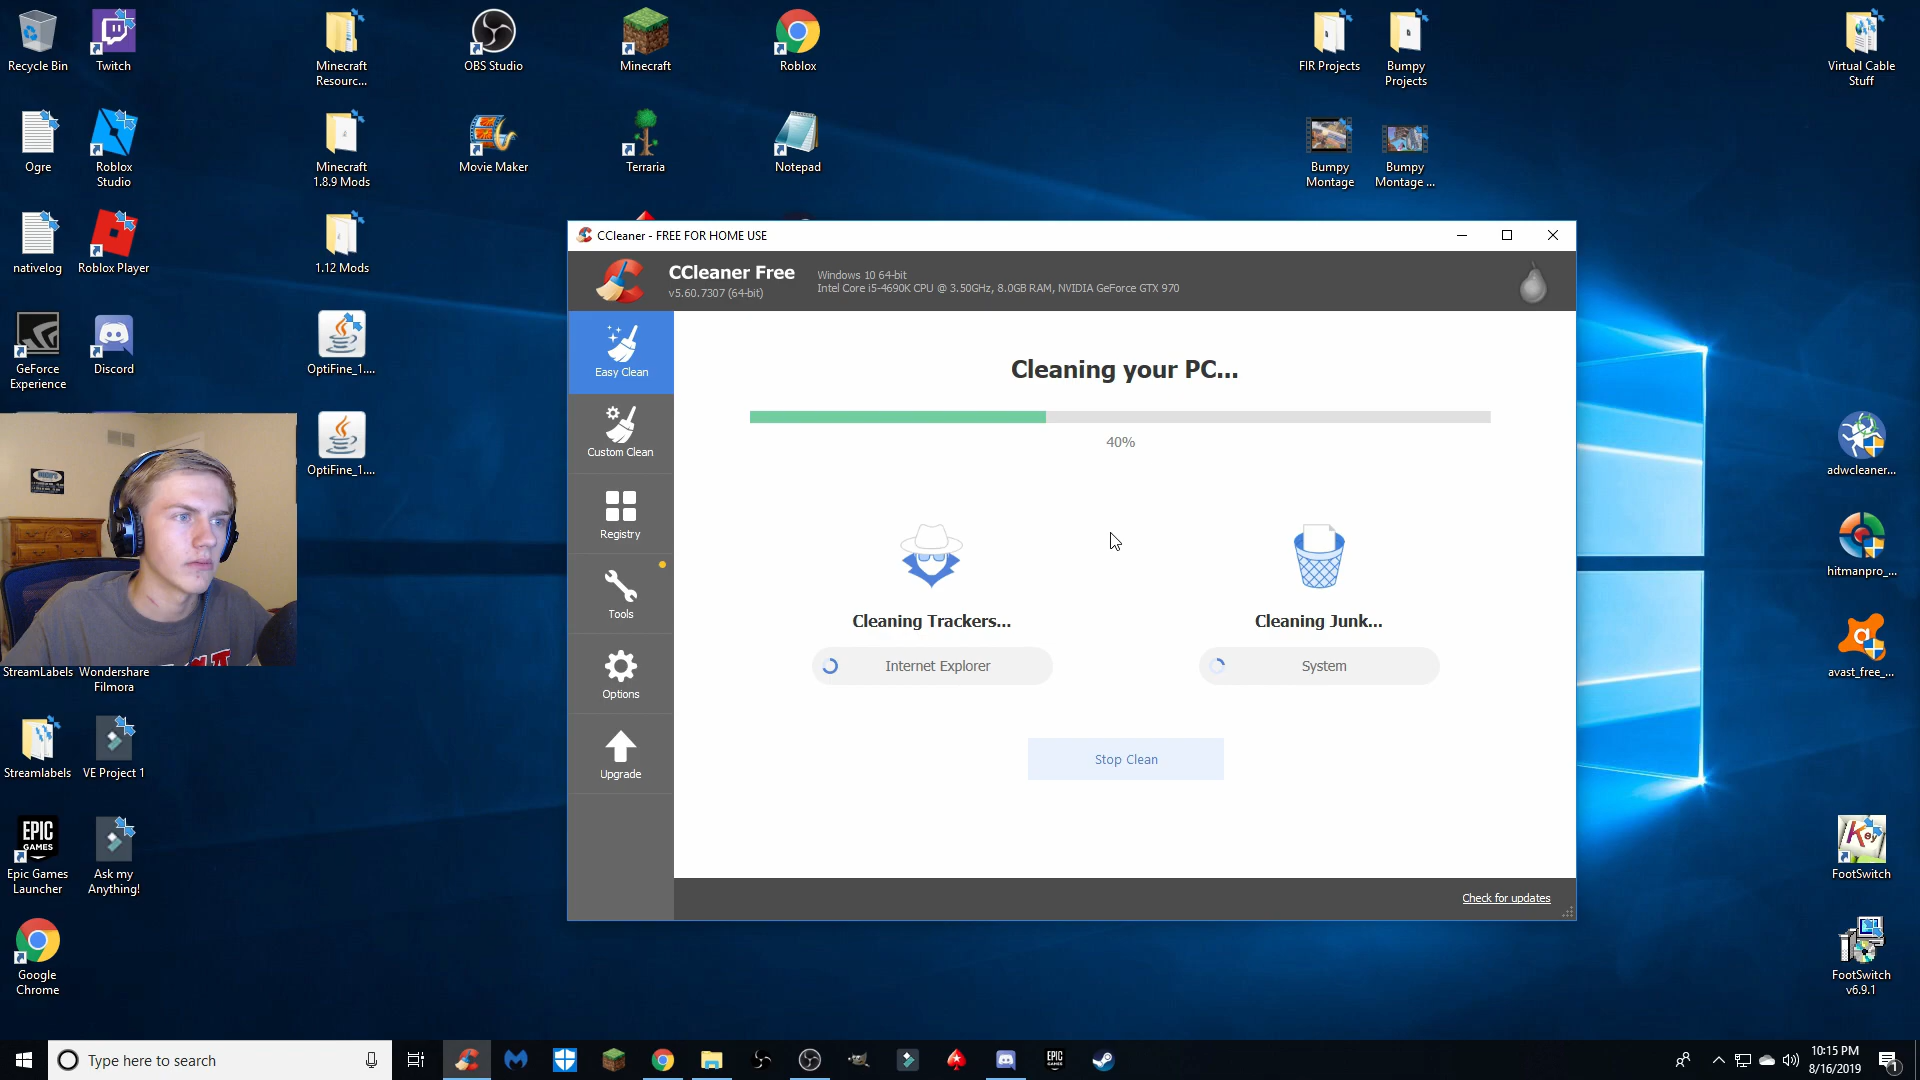 Recycle Bin
Twitch
Minecraft
Resourc...
OBS Studio
Minecraft
Roblox
FIR Projects
Bumpy
Projects
Virtual Cable
Stuff
Ogre
Roblox
Studio
Minecraft
1.8.9 Mods
Movie Maker
Terraria
Notepad
Bumpy
Montage
Bumpy
Montage ...
nativelog
Roblox Player
1.12 Mods
GeForce
Experience
Discord
OptiFine_1....
OptiFine_1....
StreamLabels
Wondershare
Filmora
Streamlabels
VE Project 1
EPIC
GAMES
Epic Games
Launcher
Ask my
Anything!
Google
Chrome
CCleaner - FREE FOR HOME USE
CCleaner Free
v5.60.7307 (64-bit)
Windows 10 64-bit
Intel Core i5-4690K CPU @ 3.50GHz, 8.0GB RAM, NVIDIA GeForce GTX 970
Easy Clean
Custom Clean
Registry
Tools
Options
Upgrade
Cleaning your PC...
40%
Cleaning Trackers...
Internet Explorer
Cleaning Junk...
System
Stop Clean
Check for updates
adwcleaner...
hitmanpro_...
avast_free_...
Key
FootSwitch
FootSwitch
v6.9.1
Type here to search
EPIC
GAMES
10:15 PM
8/16/2019
1